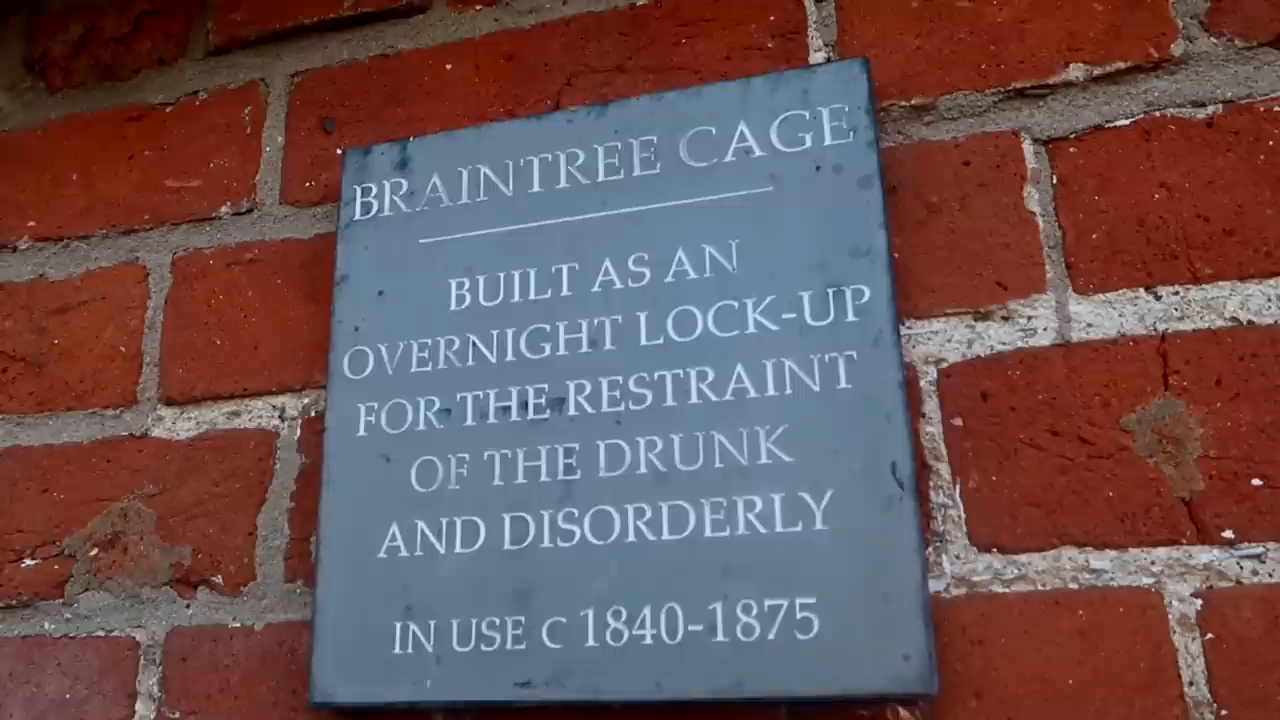 BRAINTREE CAGE
BUILT AS AN
OVERNIGHT LOCK-UP
FOR THE RESTRAINT
OF THE DRUNK
AND DISORDERLY
IN USE C 1840-1875